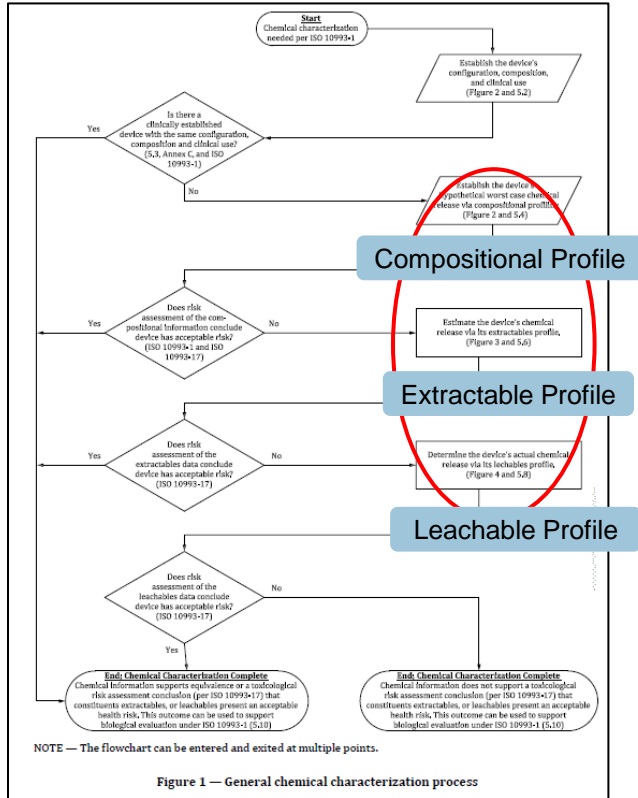 Start
Chemical characterization
needed per ISO 10993-1
Establish the device's
configuration, composition,
and clinical use
(Figure 2 and 5.2)
Is there a
clinically established
device with the same configuration,
composition and clinical use?
(5.3, Annex C, and ISO
10993-1)
Yes
No
Establish the device's
hypothetical worst case chemical
release via compositional profiling
(Figure 2 and 5.4)
Compositional Profile
Does risk
assessment of the com-
positional information conclude
device has acceptable risk?
(ISO 10993-1 and ISO
10993-17)
Yes
No
Estimate the device's chemical
release via its extractables profile.
(Figure 3 and 5.6)
Extractable Profile
Does risk
assessment of the
extractables data conclude
device has acceptable risk?
(ISO 10993-17)
Yes
No
Determine the device's actual chemical
release via its lechables profile.
(Figure 4 and 5.8)
Leachable Profile
Does risk
assessment of the
leachables data conclude
device has acceptable risk?
(ISO 10993-17)
No
Yes
End: Chemical Characterization Complete
Chemical information supports equivalence or a toxicological
risk assessment conclusion (per ISO 10993-17) that
constituents extractables, or leachables present an acceptable
health risk. This outcome can be used to support
biological evaluation under ISO 10993-1 (5.10)
End: Chemical Characterization Complete
Chemical information does not support a toxicological
risk assessment conclusion (per ISO 10993-17) that
constituents extractables, or leachables present an acceptable
health risk. This outcome can be used to support
biological evaluation under ISO 10993-1 (5.10)
NOTE — The flowchart can be entered and exited at multiple points.
Figure 1 — General chemical characterization process